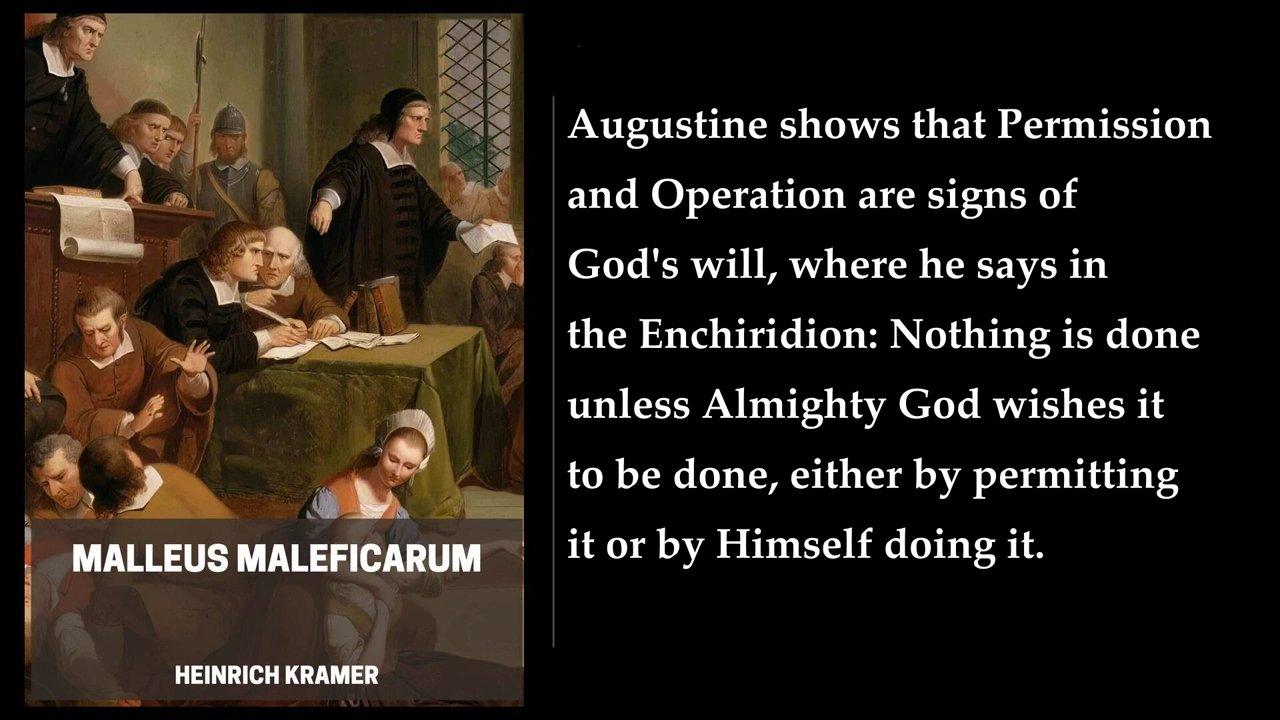 MALLEUS MALEFICARUM
HEINRICH KRAMER
Augustine shows that Permission
and Operation are signs of
God's will, where he says in
the Enchiridion: Nothing is done
unless Almighty God wishes it
to be done, either by permitting
it or by Himself doing it.